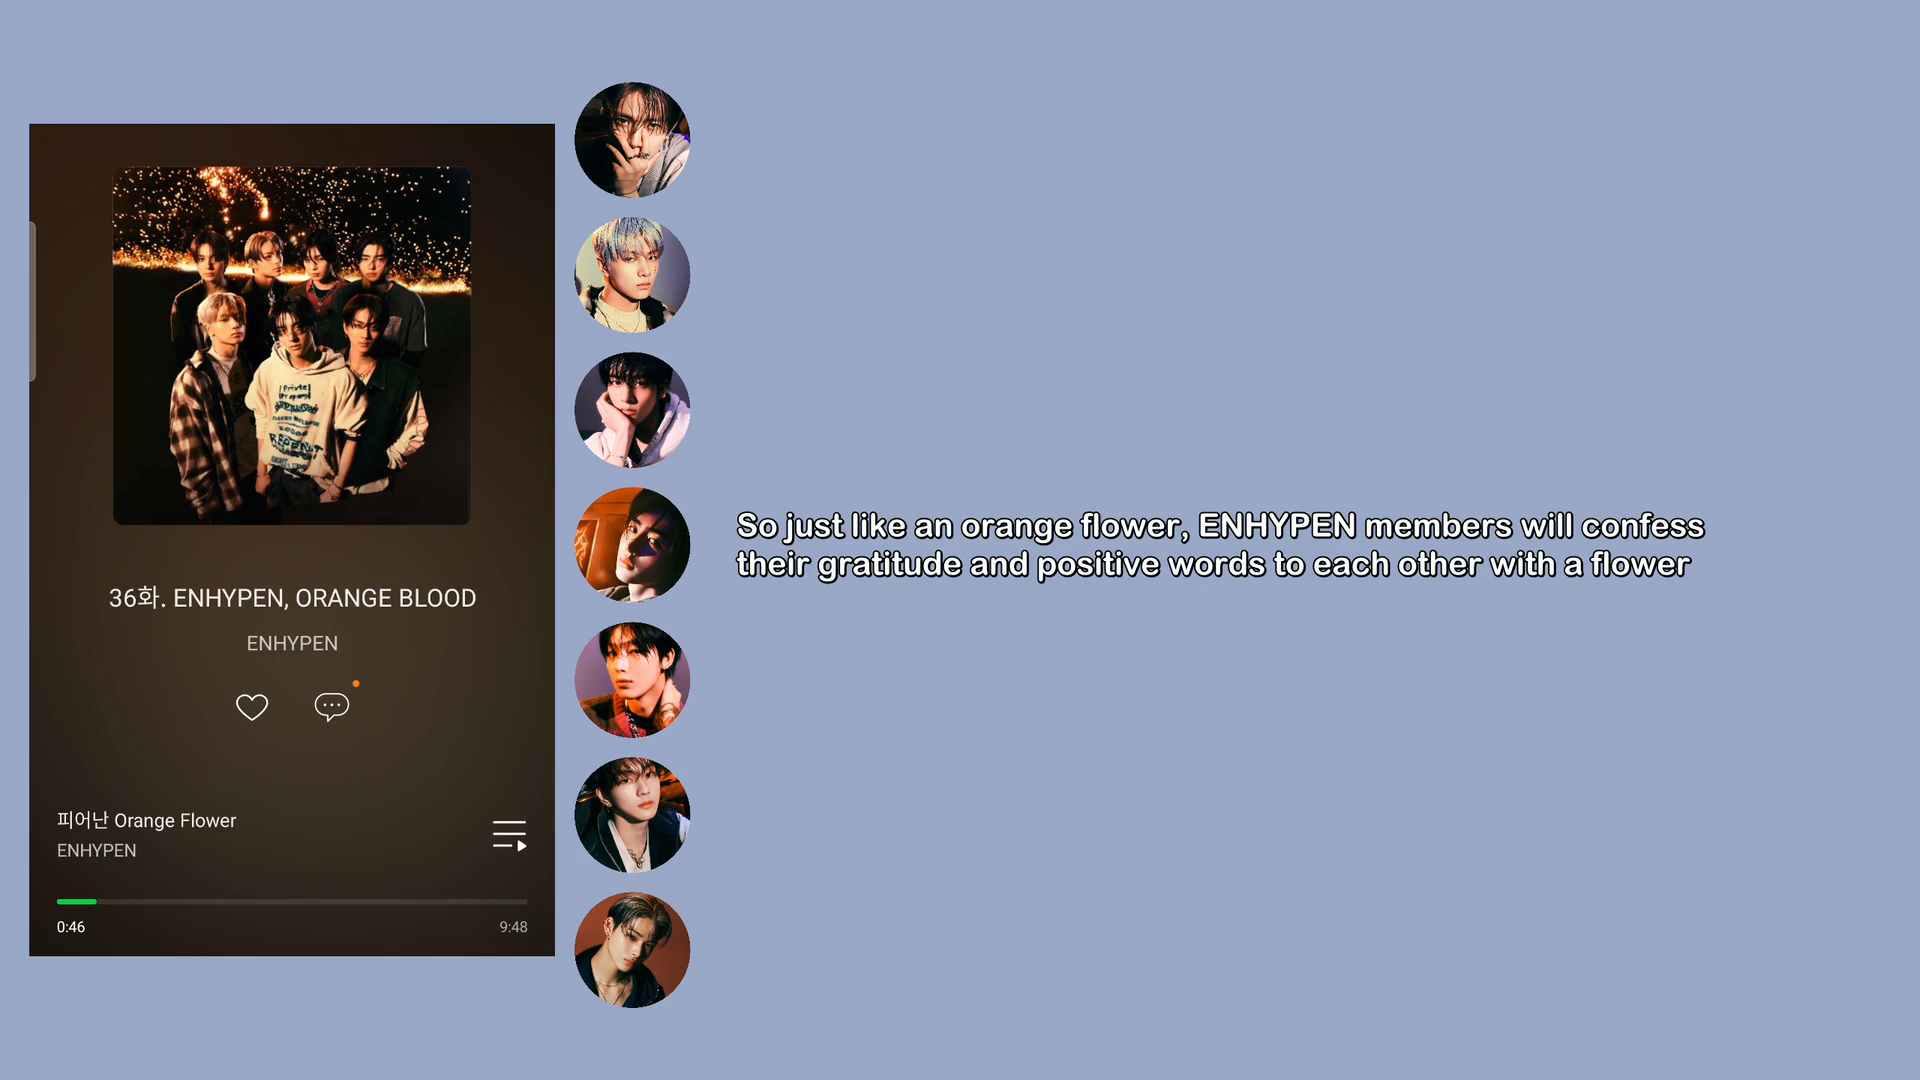 36화. ENHYPEN, ORANGE BLOOD
ENHYPEN
피어난 Orange Flower
ENHYPEN
0:46
9:48
So just like an orange flower, ENHYPEN members will confess
their gratitude and positive words to each other with a flower